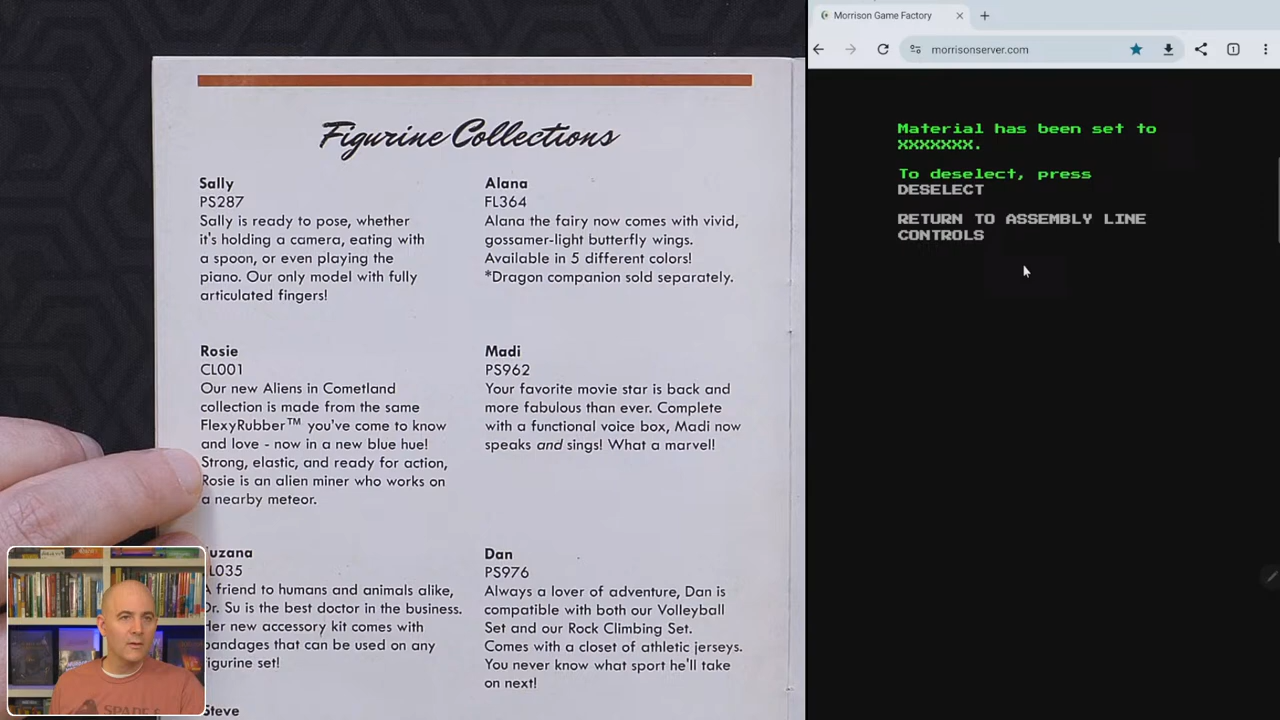 Figurine Collections
Sally
PS287
Sally is ready to pose, whether
it's holding a camera, eating with
a spoon, or even playing the
piano. Our only model with fully
articulated fingers!
Alana
FL364
Alana the fairy now comes with vivid,
gossamer-light butterfly wings.
Available in 5 different colors!
*Dragon companion sold separately.
Rosie
CL001
Our new Aliens in Cometland
collection is made from the same
FlexyRubber™ you've come to know
and love - now in a new blue hue!
Strong, elastic, and ready for action,
Rosie is an alien miner who works on
a nearby meteor.
Madi
PS962
Your favorite movie star is back and
more fabulous than ever. Complete
with a functional voice box, Madi now
speaks and sings! What a marvel!
uzana
L035
A friend to humans and animals alike,
Dr. Su is the best doctor in the business.
Her new accessory kit comes with
bandages that can be used on any
figurine set!
Dan
PS976
Always a lover of adventure, Dan is
compatible with both our Volleyball
Set and our Rock Climbing Set.
Comes with a closet of athletic jerseys.
You never know what sport he'll take
on next!
Steve
SPACE
Morrison Game Factory
morrisonserver.com
1
Material has been set to
XXXXXXX.
To deselect, press
DESELECT
RETURN TO ASSEMBLY LINE
CONTROLS